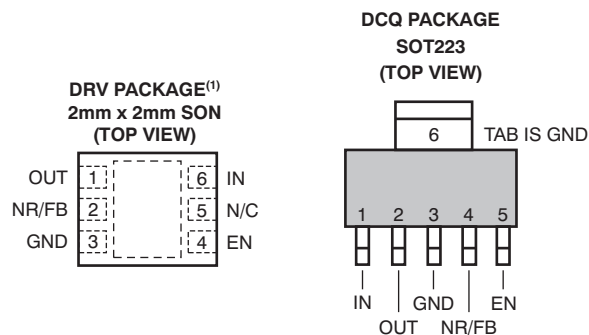 DRV PACKAGE(1)
2mm x 2mm SON
(TOP VIEW)
OUT 1 6 IN
NR/FB 2 5 N/C
GND 3 4 EN
DCQ PACKAGE
SOT223
(TOP VIEW)
6 TAB IS GND
1 2 3 4 5
IN GND EN
OUT NR/FB